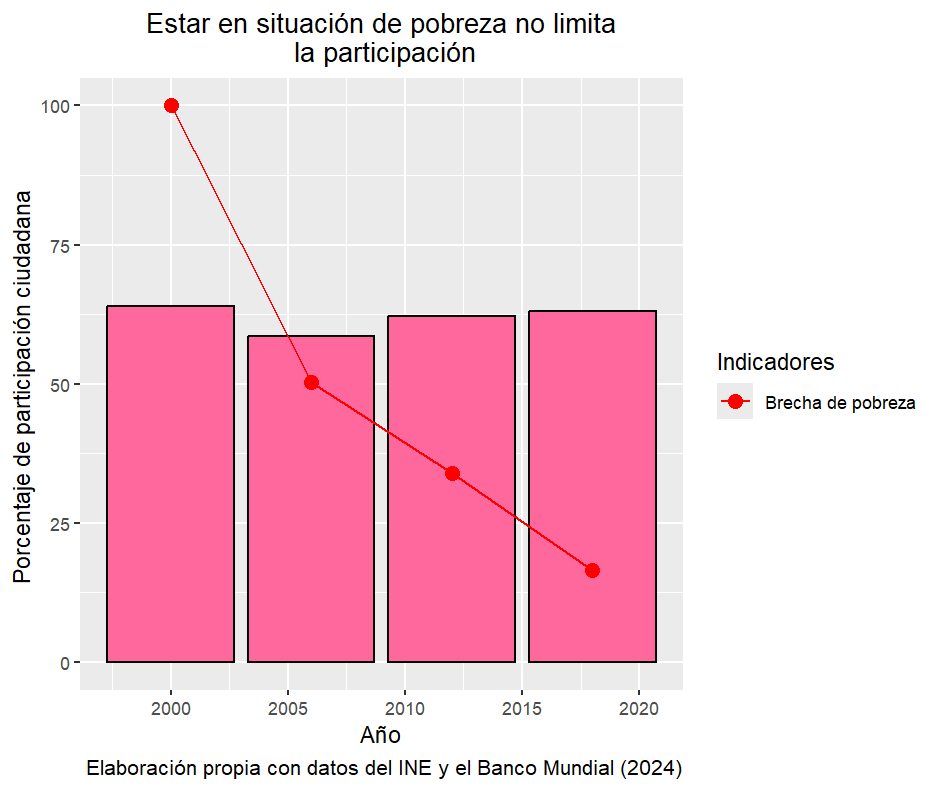 Estar en situación de pobreza no limita
la participación
Porcentaje de participación ciudadana
100
75
50
25
0
2000
2005
2010
2015
2020
Año
Elaboración propia con datos del INE y el Banco Mundial (2024)
Indicadores
Brecha de pobreza